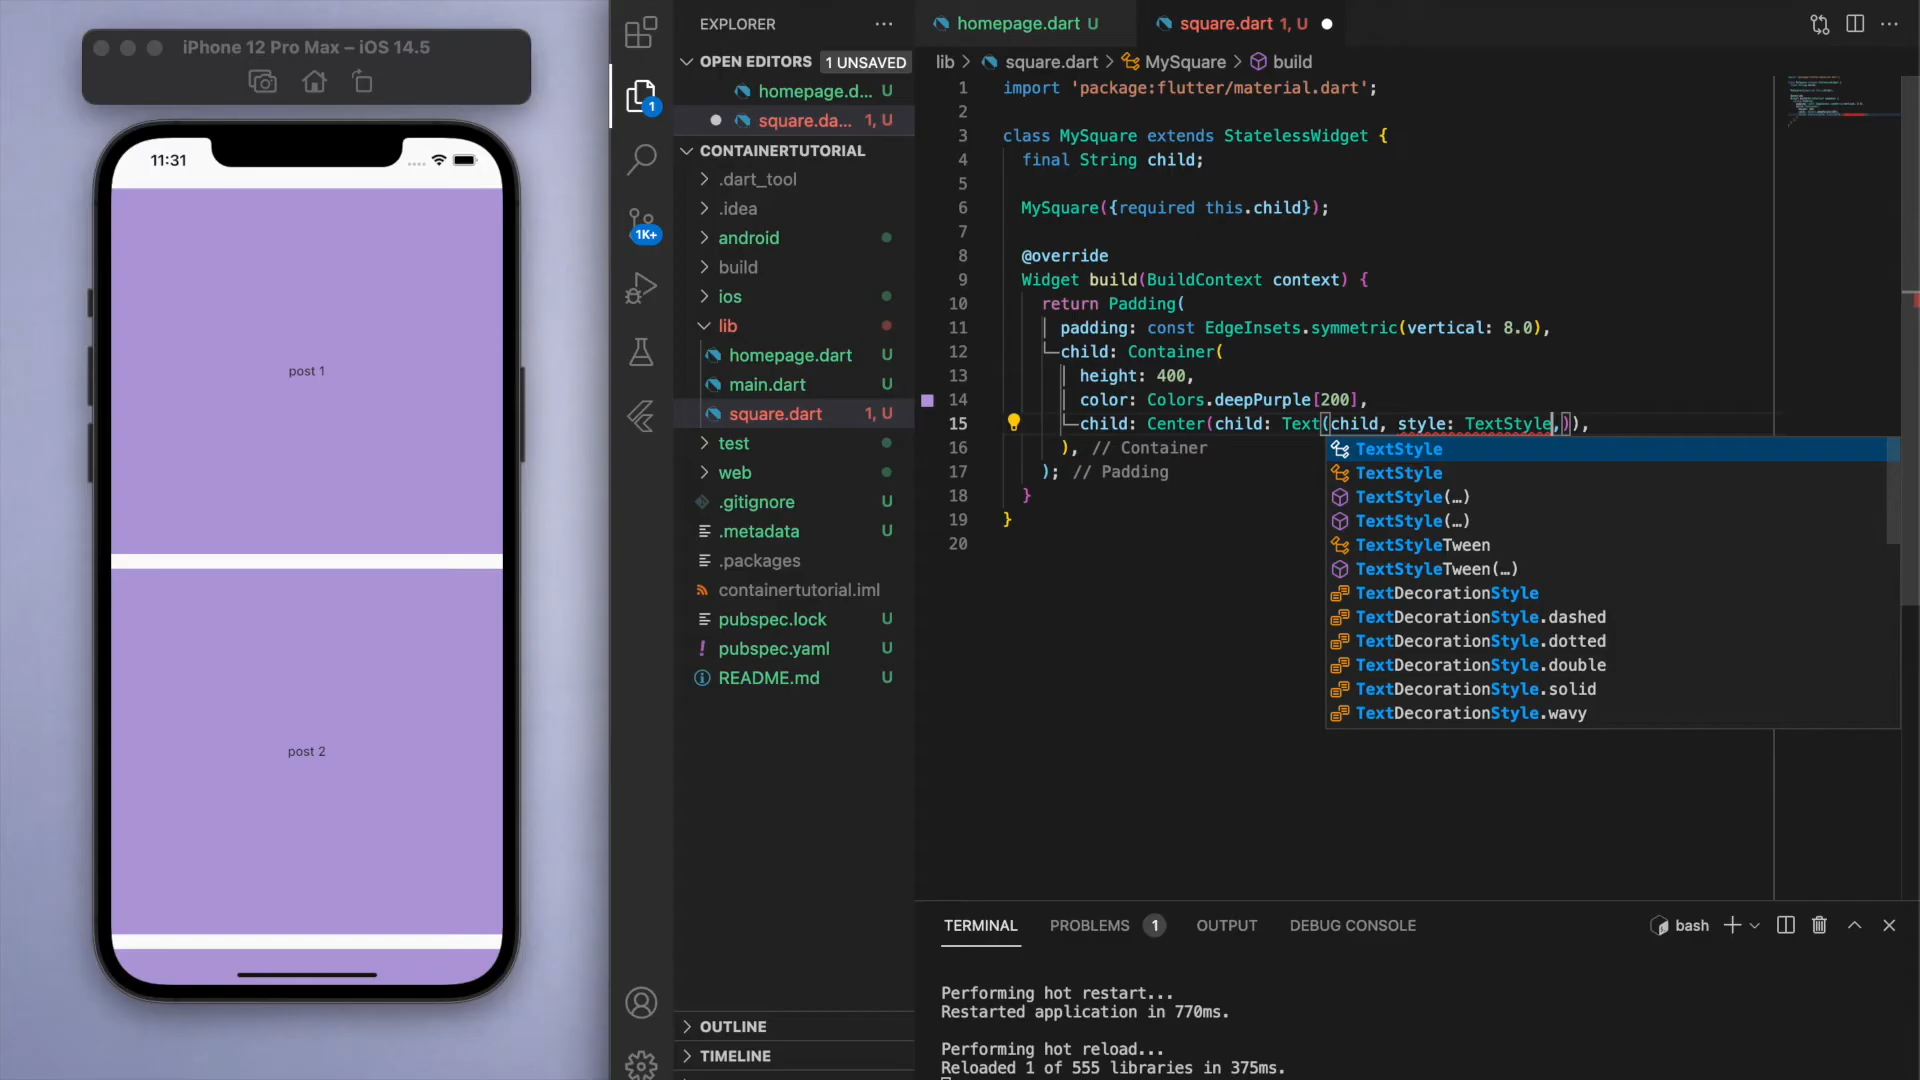 iPhone 12 Pro Max – iOS 14.5
11:31
post 1
post 2
1
1K+
EXPLORER
OPEN EDITORS 1 UNSAVED
homepage.d... U
square.da... 1, U
CONTAINERTUTORIAL
.dart_tool
.idea
android
build
ios
lib
homepage.dart U
main.dart U
square.dart 1, U
test
web
.gitignore U
.metadata U
.packages
containertutorial.iml
pubspec.lock U
pubspec.yaml U
README.md U
OUTLINE
TIMELINE
homepage.dart U square.dart 1, U
lib > square.dart > MySquare > build
1 import 'package:flutter/material.dart';
2
3 class MySquare extends StatelessWidget {
4 final String child;
5
6 MySquare({required this.child});
7
8 @override
9 Widget build(BuildContext context) {
10 return Padding(
11 padding: const EdgeInsets.symmetric(vertical: 8.0),
12 child: Container(
13 height: 400,
14 color: Colors.deepPurple[200],
15 child: Center(child: Text(child, style: TextStyle,)),
16 ), // Container
17 ); // Padding
18 }
19 }
20
TextStyle
TextStyle
TextStyle(…)
TextStyle(…)
TextStyleTween
TextStyleTween(…)
TextDecorationStyle
TextDecorationStyle.dashed
TextDecorationStyle.dotted
TextDecorationStyle.double
TextDecorationStyle.solid
TextDecorationStyle.wavy
TERMINAL PROBLEMS 1 OUTPUT DEBUG CONSOLE bash
Performing hot restart...
Restarted application in 770ms.
Performing hot reload...
Reloaded 1 of 555 libraries in 375ms.